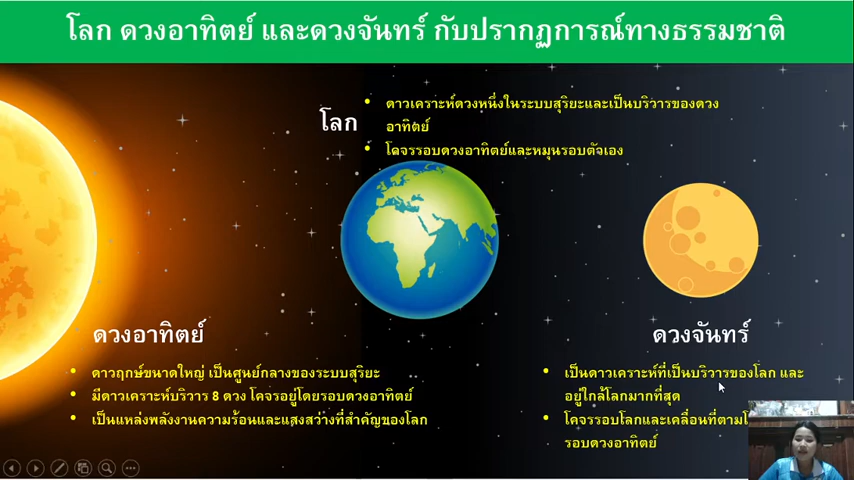 โลก ดวงอาทิตย์ และดวงจันทร์ กับปรากฏการณ์ทางธรรมชาติ
โลก
• ดาวเคราะห์ดวงหนึ่งในระบบสุริยะและเป็นบริวารของดวง
อาทิตย์
• โคจรรอบดวงอาทิตย์และหมุนรอบตัวเอง
ดวงอาทิตย์
• ดาวฤกษ์ขนาดใหญ่ เป็นศูนย์กลางของระบบสุริยะ
• มีดาวเคราะห์บริวาร 8 ดวง โคจรอยู่โดยรอบดวงอาทิตย์
• เป็นแหล่งพลังงานความร้อนและแสงสว่างที่สำคัญของโลก
ดวงจันทร์
• เป็นดาวเคราะห์ที่เป็นบริวารของโลก และ
อยู่ใกล้โลกมากที่สุด
• โคจรรอบโลกและเคลื่อนที่ตาม
รอบดวงอาทิตย์